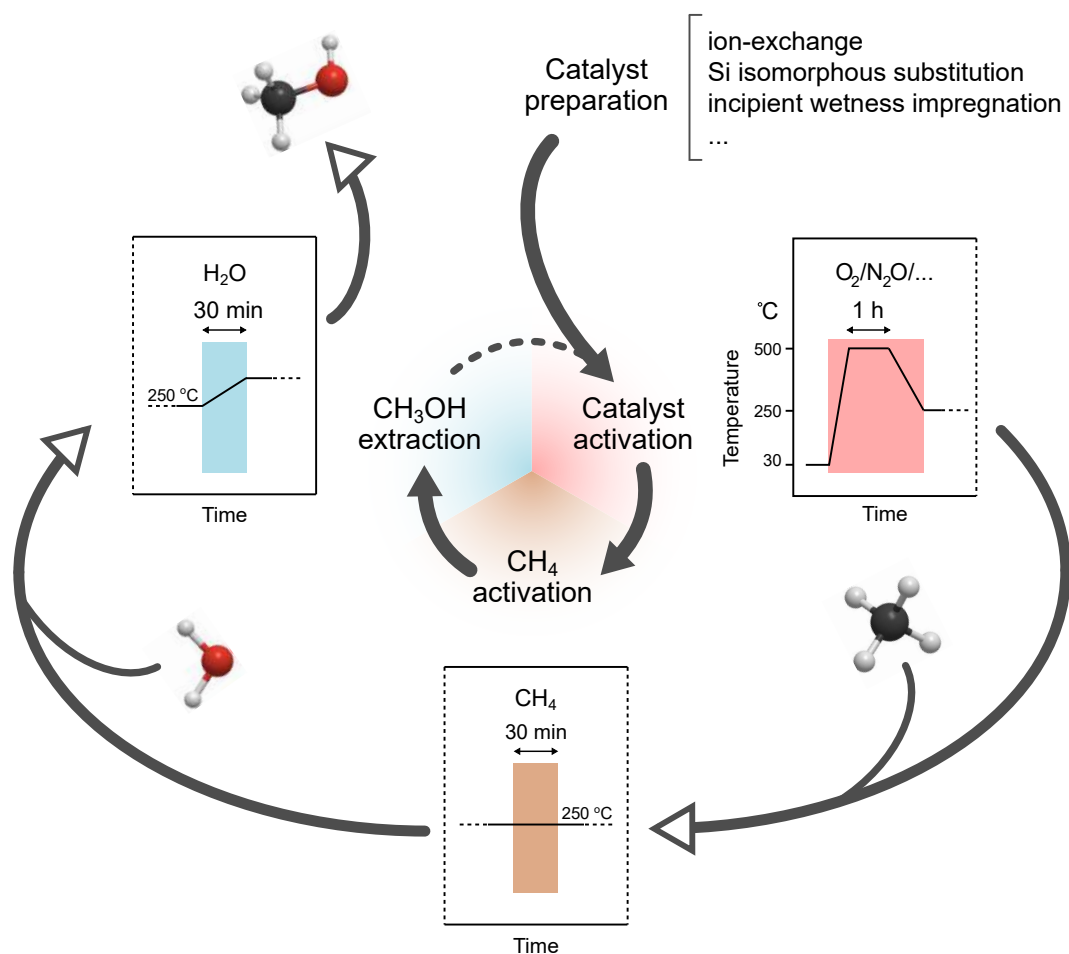 Catalyst
preparation
ion-exchange
Si isomorphous substitution
incipient wetness impregnation
...
H₂O
30 min
250 °C
Time
O₂/N₂O/...
1 h
°C
500
250
30
Temperature
Time
CH₃OH
extraction
Catalyst
activation
CH₄
activation
CH₄
30 min
250 °C
Time